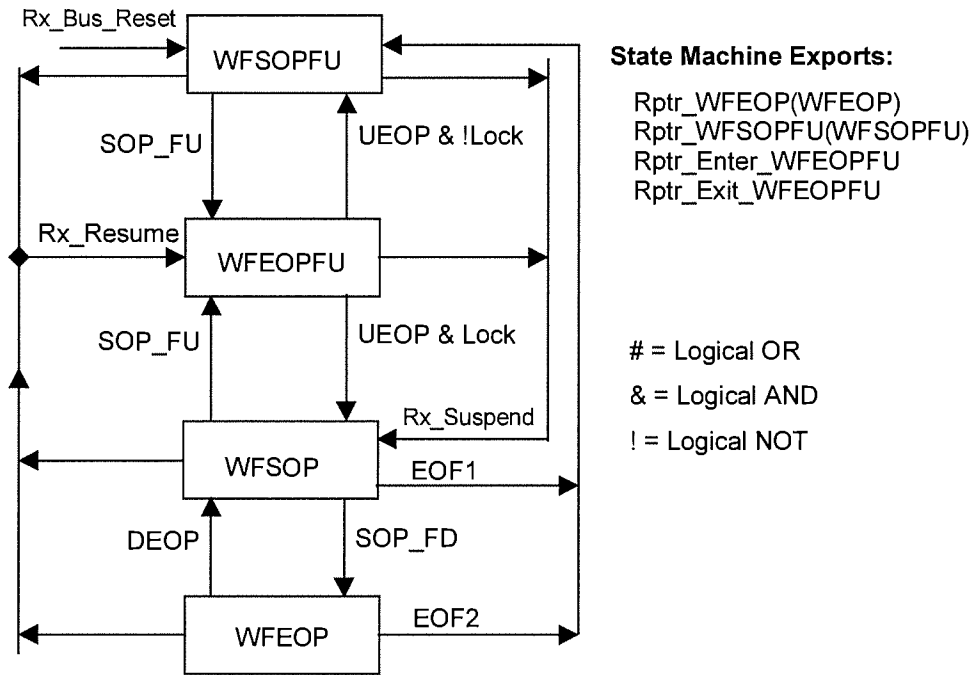 Rx_Bus_Reset
WFSOPFU
State Machine Exports:
Rptr_WFEOP(WFEOP)
Rptr_WFSOPFU(WFSOPFU)
Rptr_Enter_WFEOPFU
Rptr_Exit_WFEOPFU
SOP_FU
UEOP & !Lock
Rx_Resume
WFEOPFU
SOP_FU
UEOP & Lock
# = Logical OR
& = Logical AND
! = Logical NOT
Rx_Suspend
WFSOP
EOF1
DEOP
SOP_FD
WFEOP
EOF2